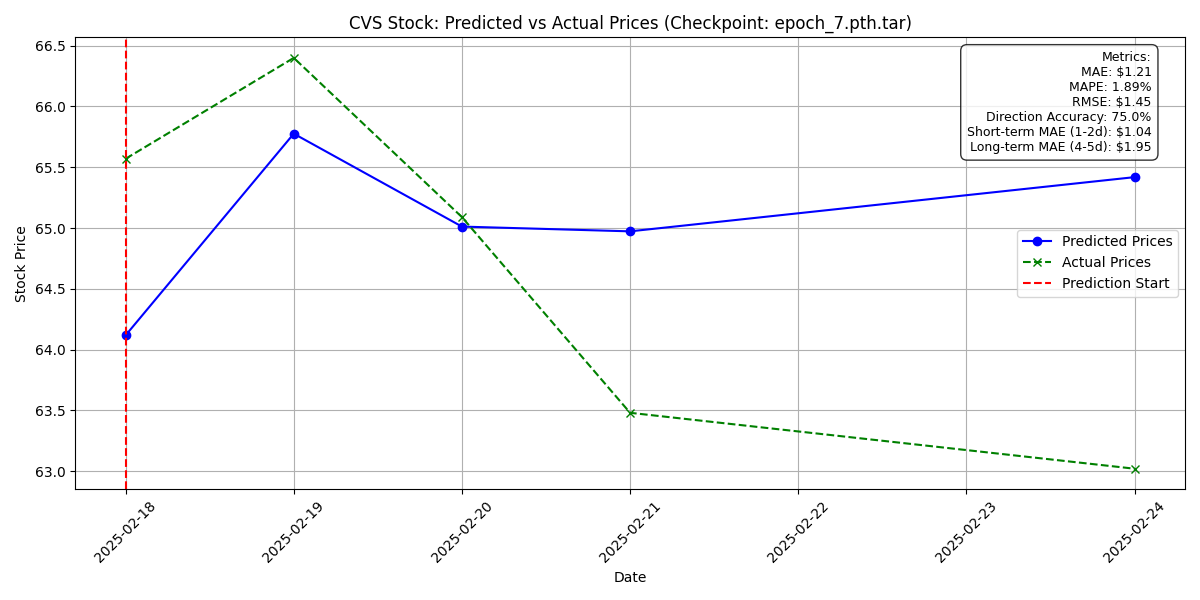 CVS Stock: Predicted vs Actual Prices (Checkpoint: epoch_7.pth.tar)
Stock Price
66.5
66.0
65.5
65.0
64.5
64.0
63.5
63.0
Metrics:
MAE: $1.21
MAPE: 1.89%
RMSE: $1.45
Direction Accuracy: 75.0%
Short-term MAE (1-2d): $1.04
Long-term MAE (4-5d): $1.95
Predicted Prices
Actual Prices
Prediction Start
2025-02-18
2025-02-19
2025-02-20
2025-02-21
2025-02-22
2025-02-23
2025-02-24
Date